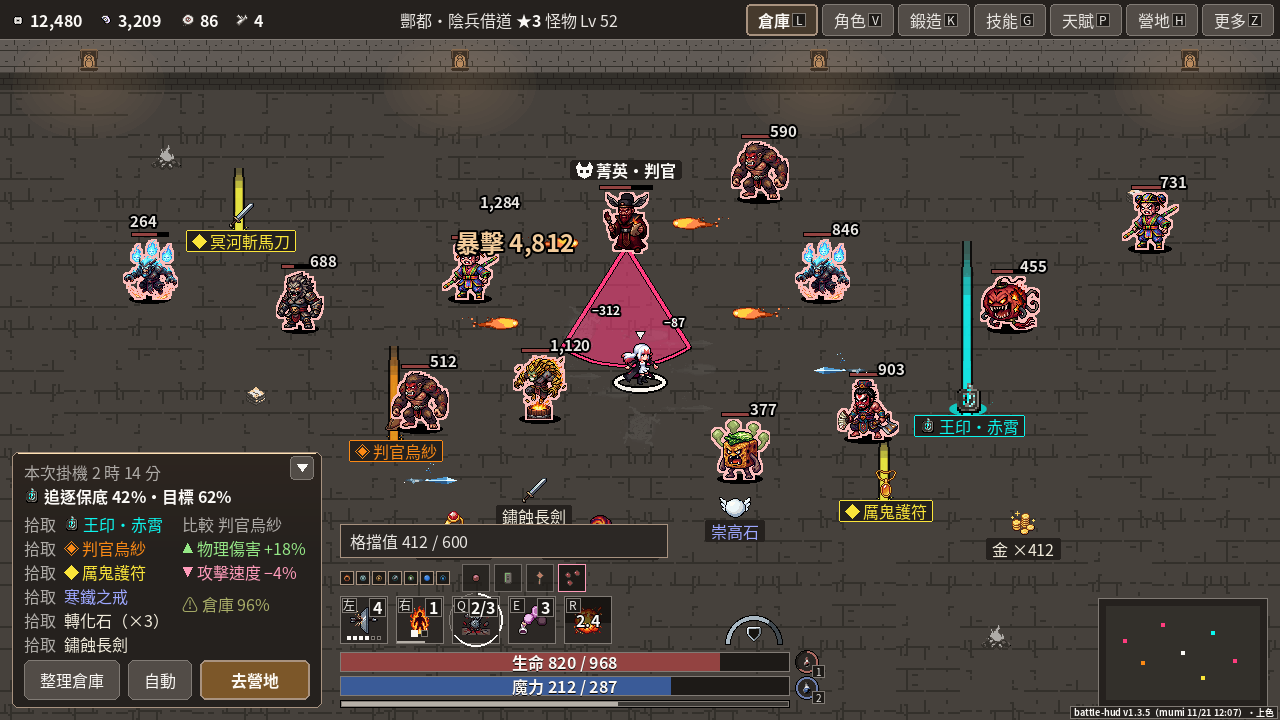 12,480 3,209 86 4
酆都・陰兵借道 ★3 怪物 Lv 52
倉庫 L 角色 V 鍛造 K 技能 G 天賦 P 營地 H 更多 Z
590
菁英・判官
731
1,284
264
846
冥河斬馬刀
暴擊 4,812
688
455
−312
−87
1,120
512
903
377
王印・赤霄
判官烏紗
厲鬼護符
鏽蝕長劍
崇高石
金 ×412
本次掛機 2 時 14 分
追逐保底 42%・目標 62%
拾取 王印・赤霄
拾取 判官烏紗
拾取 厲鬼護符
拾取 寒鐵之戒
拾取 轉化石（×3）
拾取 鏽蝕長劍
比較 判官烏紗
▲物理傷害 +18%
▼攻擊速度 −4%
倉庫 96%
整理倉庫 自動 去營地
格擋值 412 / 600
左 4 右 1 Q 2/3 E 3 R 2.4
生命 820 / 968 1
魔力 212 / 287 2
battle-hud v1.3.5（mumi 11/21 12:07）・上色